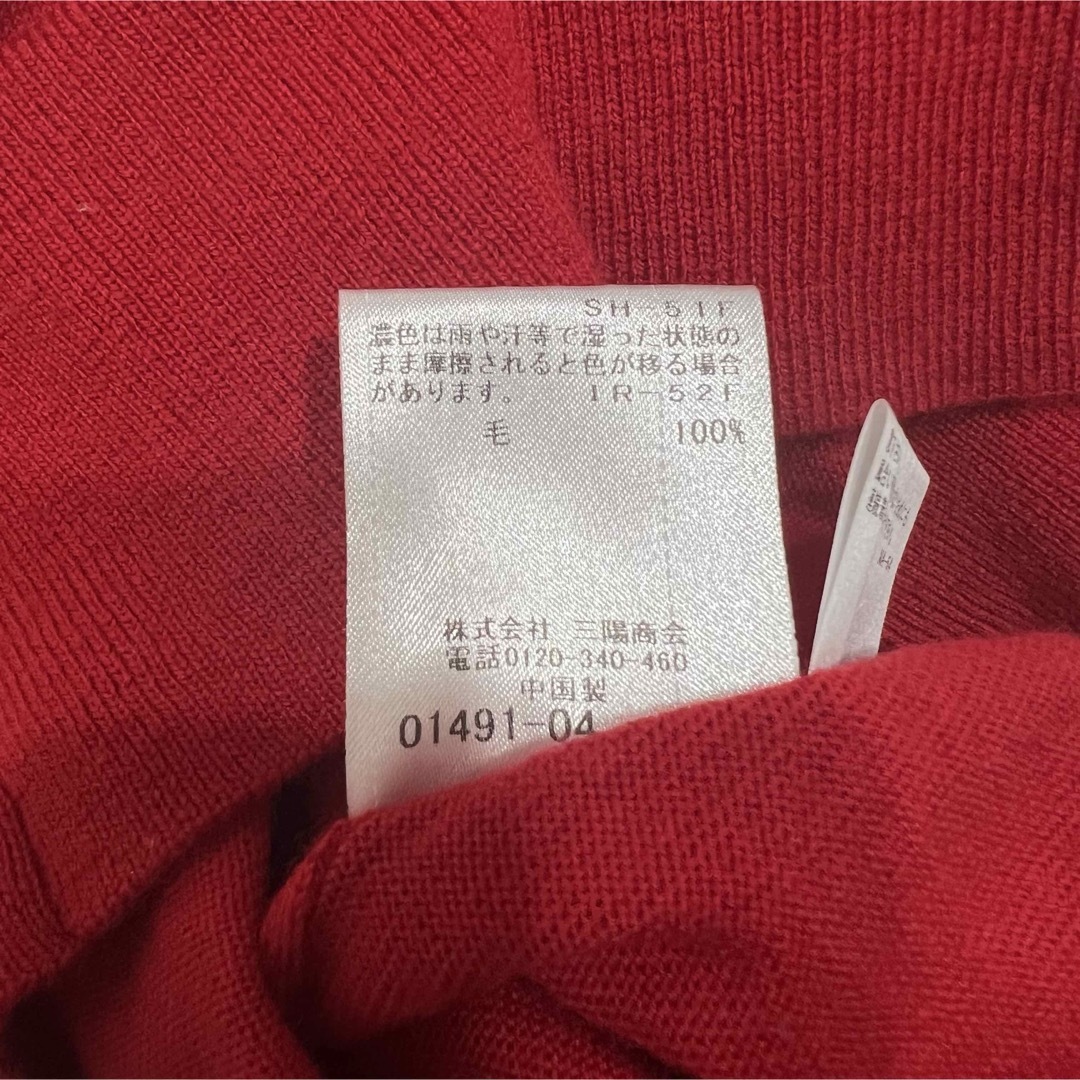 SH-51F
濃色は雨や汗等で湿った状態の
まま摩擦されると色が移る場合
があります。 IR-52F
毛 100%
株式会社 三陽商会
電話0120-340-460
中国製
01491-04